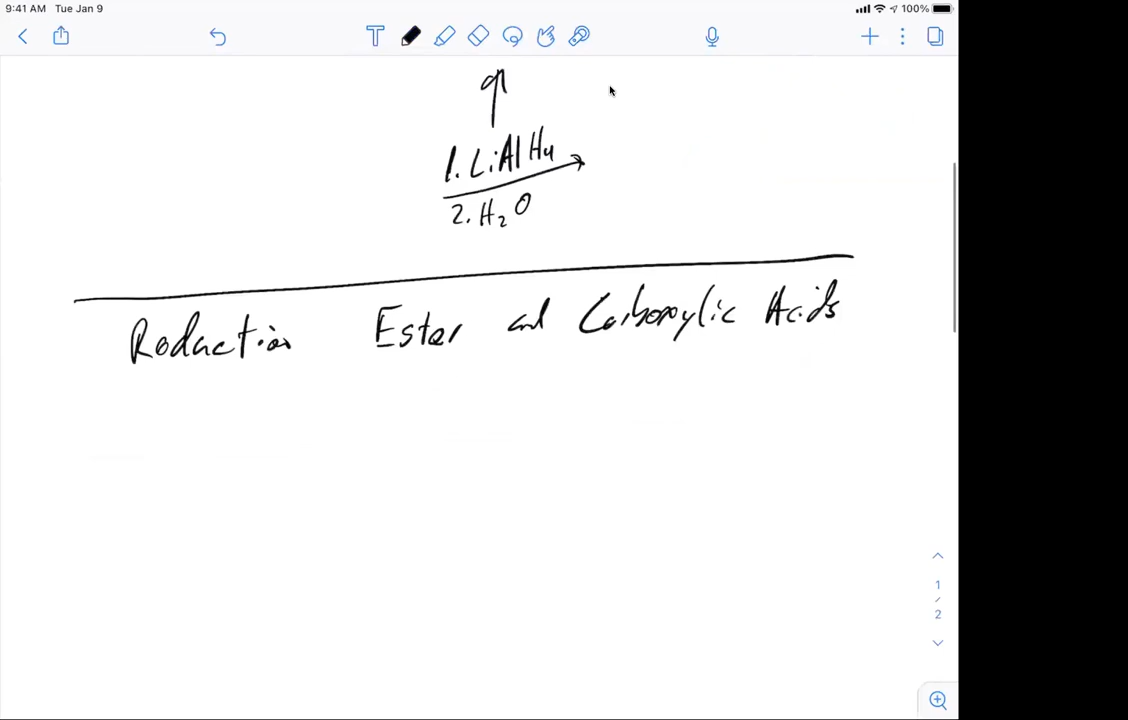 9:41 AM Tue Jan 9 100%
1. LiAlH4
2. H2O
Reduction Ester and Carboxylic Acids
1
/
2